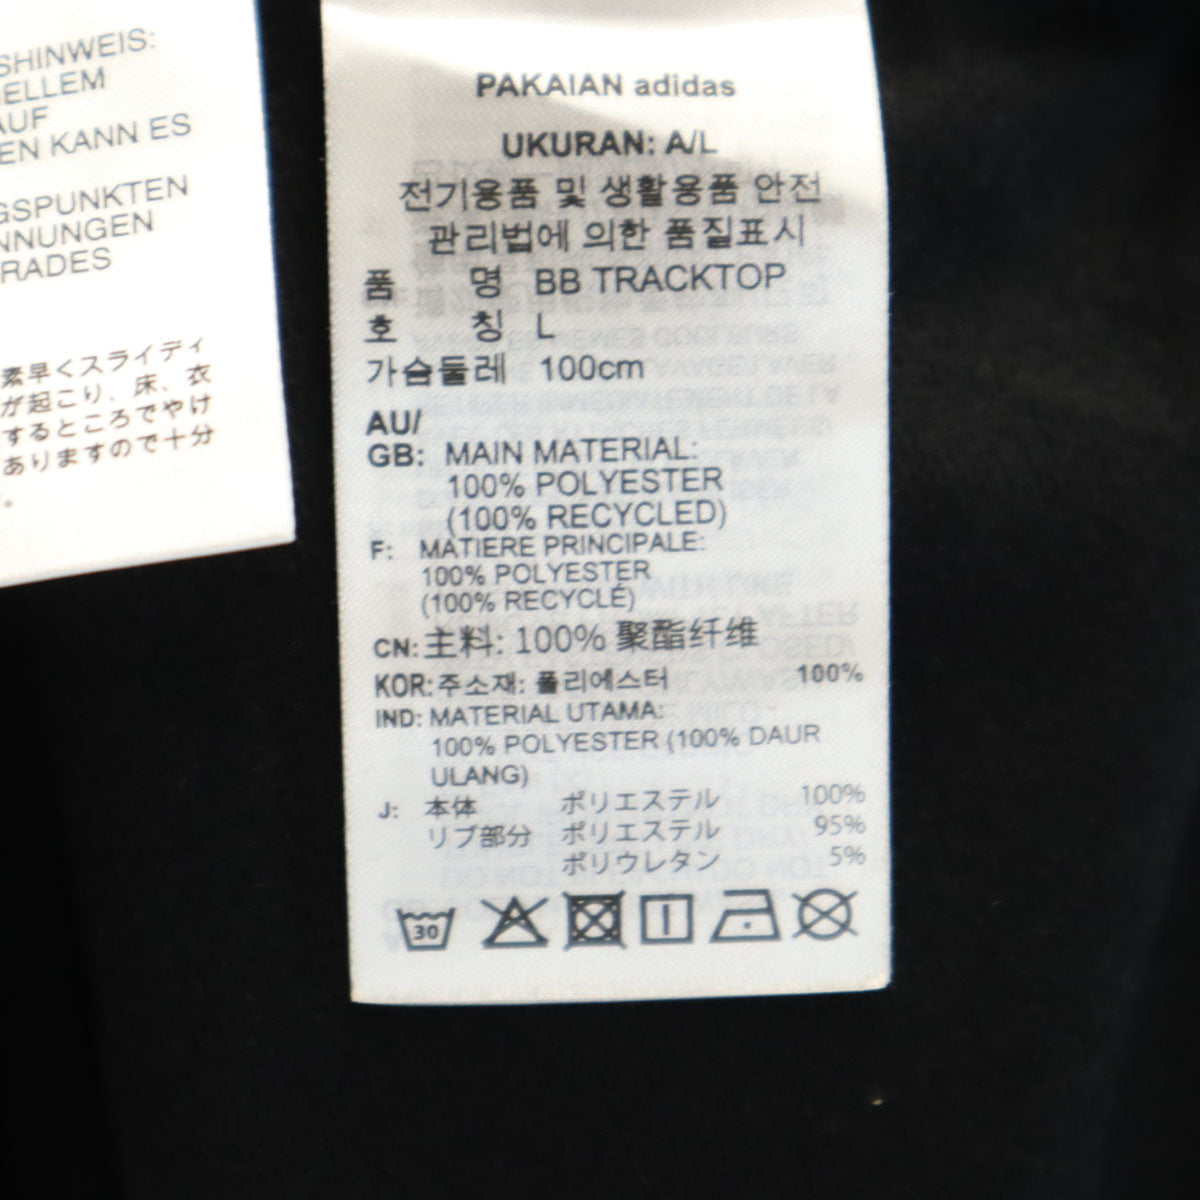 SHINWEIS:
ELLEM
AUF
EN KANN ES
GSPUNKTEN
NNUNGEN
RADES
素早くスライディ
が起こり、床、衣
するところでやけ
ありますので十分
。
PAKAIAN adidas
UKURAN: A/L
전기용품 및 생활용품 안전
관리법에 의한 품질표시
품 명 BB TRACKTOP
호 칭 L
가슴둘레 100cm
AU/
GB: MAIN MATERIAL:
100% POLYESTER
(100% RECYCLED)
F: MATIERE PRINCIPALE:
100% POLYESTER
(100% RECYCLÉ)
CN: 主料: 100% 聚酯纤维
KOR: 주소재: 폴리에스터 100%
IND: MATERIAL UTAMA:
100% POLYESTER (100% DAUR
ULANG)
J: 本体 ポリエステル 100%
リブ部分 ポリエステル 95%
ポリウレタン 5%
30